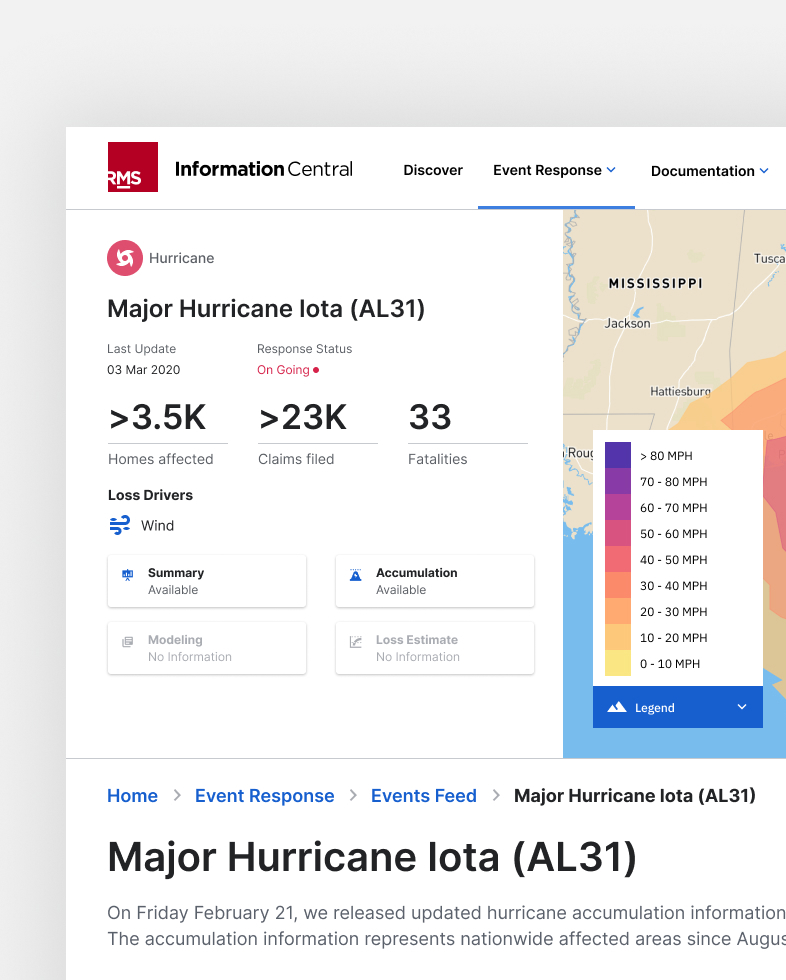 RMS
Information Central
Discover
Event Response
Documentation
Hurricane
Major Hurricane Iota (AL31)
Last Update
Response Status
03 Mar 2020
On Going
>3.5K
>23K
33
Homes affected
Claims filed
Fatalities
Loss Drivers
Wind
Summary
Available
Accumulation
Available
Modeling
No Information
Loss Estimate
No Information
Tusca
MISSISSIPPI
Jackson
Hattiesburg
Roug
> 80 MPH
70 - 80 MPH
60 - 70 MPH
50 - 60 MPH
40 - 50 MPH
30 - 40 MPH
20 - 30 MPH
10 - 20 MPH
0 - 10 MPH
Legend
Home > Event Response > Events Feed > Major Hurricane Iota (AL31)
Major Hurricane Iota (AL31)
On Friday February 21, we released updated hurricane accumulation information
The accumulation information represents nationwide affected areas since Augus